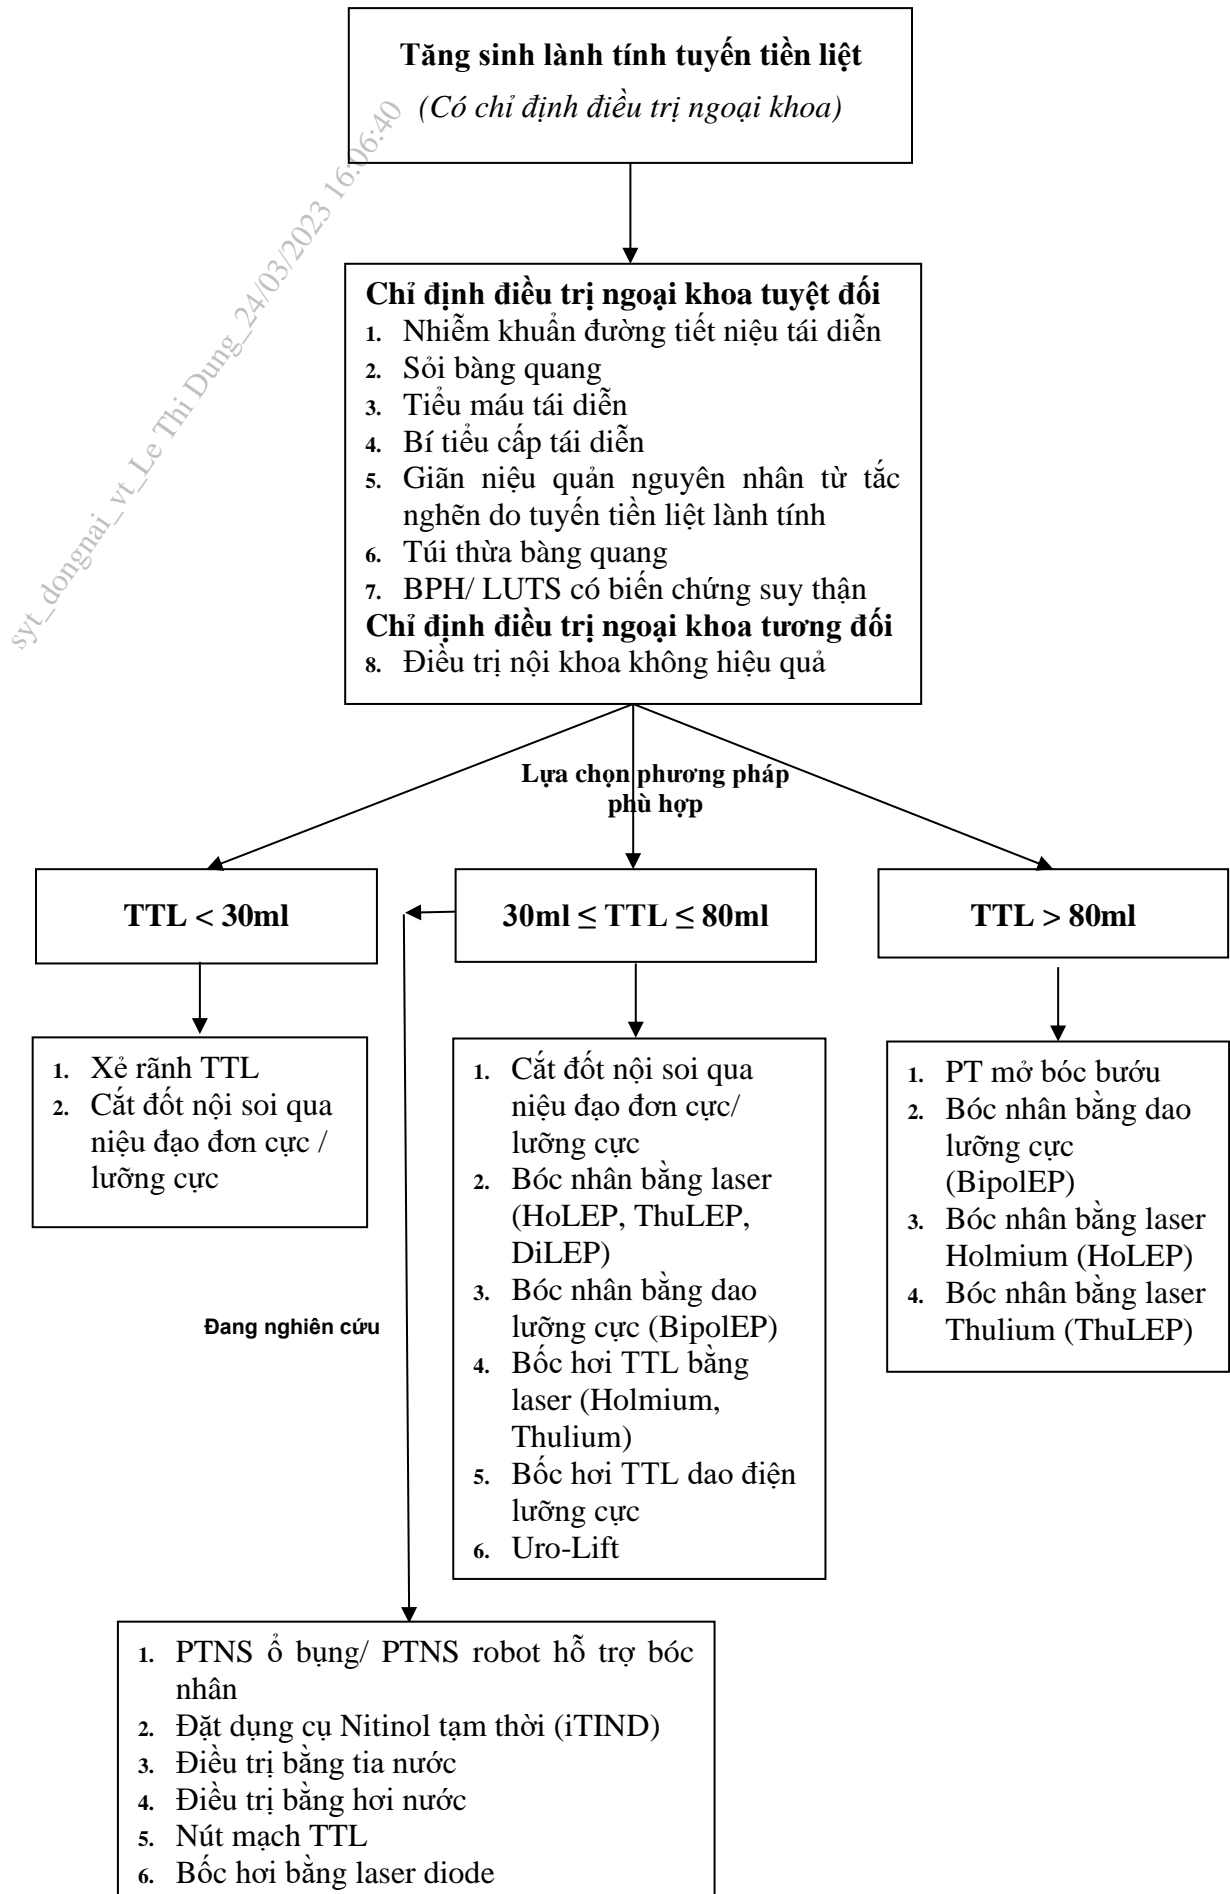 Tăng sinh lành tính tuyến tiền liệt
(Có chỉ định điều trị ngoại khoa)
syt_dongnai_vt_Le Thi Dung_24/03/2023 16:06:40
Chỉ định điều trị ngoại khoa tuyệt đối
1. Nhiễm khuẩn đường tiết niệu tái diễn
2. Sỏi bàng quang
3. Tiểu máu tái diễn
4. Bí tiểu cấp tái diễn
5. Giãn niệu quản nguyên nhân từ tắc
nghẽn do tuyến tiền liệt lành tính
6. Túi thừa bàng quang
7. BPH/ LUTS có biến chứng suy thận
Chỉ định điều trị ngoại khoa tương đối
8. Điều trị nội khoa không hiệu quả
Lựa chọn phương pháp
phù hợp
TTL < 30ml
30ml ≤ TTL ≤ 80ml
TTL > 80ml
1. Xẻ rãnh TTL
2. Cắt đốt nội soi qua
niệu đạo đơn cực /
lưỡng cực
1. Cắt đốt nội soi qua
niệu đạo đơn cực/
lưỡng cực
2. Bóc nhân bằng laser
(HoLEP, ThuLEP,
DiLEP)
3. Bóc nhân bằng dao
lưỡng cực (BipolEP)
4. Bốc hơi TTL bằng
laser (Holmium,
Thulium)
5. Bốc hơi TTL dao điện
lưỡng cực
6. Uro-Lift
1. PT mở bóc bướu
2. Bóc nhân bằng dao
lưỡng cực
(BipolEP)
3. Bóc nhân bằng laser
Holmium (HoLEP)
4. Bóc nhân bằng laser
Thulium (ThuLEP)
Đang nghiên cứu
1. PTNS ổ bụng/ PTNS robot hỗ trợ bóc
nhân
2. Đặt dụng cụ Nitinol tạm thời (iTIND)
3. Điều trị bằng tia nước
4. Điều trị bằng hơi nước
5. Nút mạch TTL
6. Bốc hơi bằng laser diode